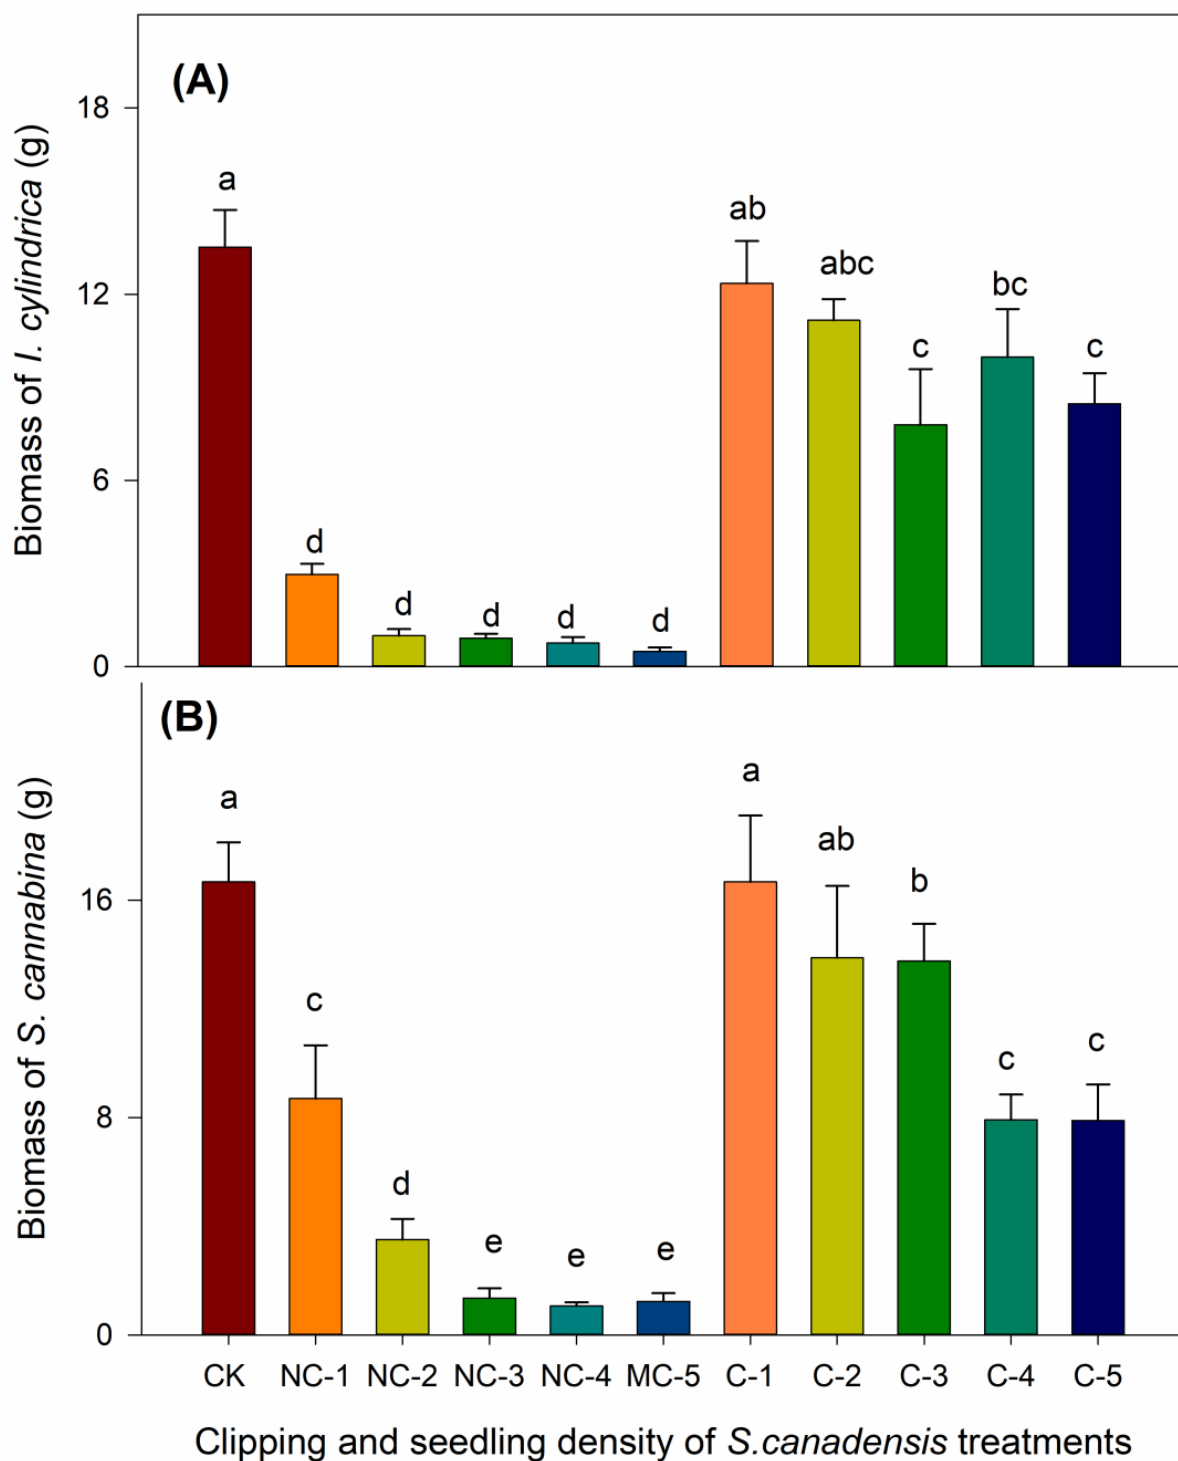 (A)
Biomass of I. cylindrica (g)
18
12
6
0
a
d
d
d
d
d
ab
abc
c
bc
c
(B)
Biomass of S. cannabina (g)
16
8
0
a
c
d
e
e
e
a
ab
b
c
c
CK NC-1 NC-2 NC-3 NC-4 MC-5 C-1 C-2 C-3 C-4 C-5
Clipping and seedling density of S.canadensis treatments